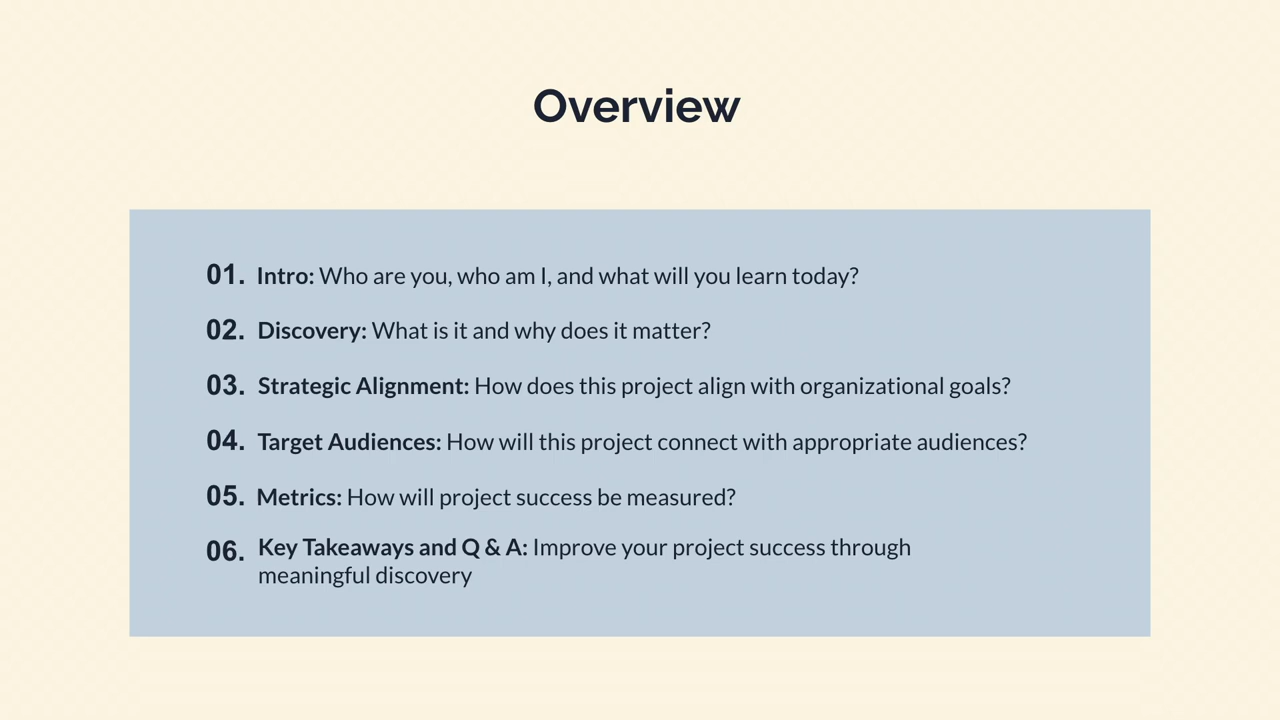 Overview
01. Intro: Who are you, who am I, and what will you learn today?
02. Discovery: What is it and why does it matter?
03. Strategic Alignment: How does this project align with organizational goals?
04. Target Audiences: How will this project connect with appropriate audiences?
05. Metrics: How will project success be measured?
06. Key Takeaways and Q & A: Improve your project success through
meaningful discovery